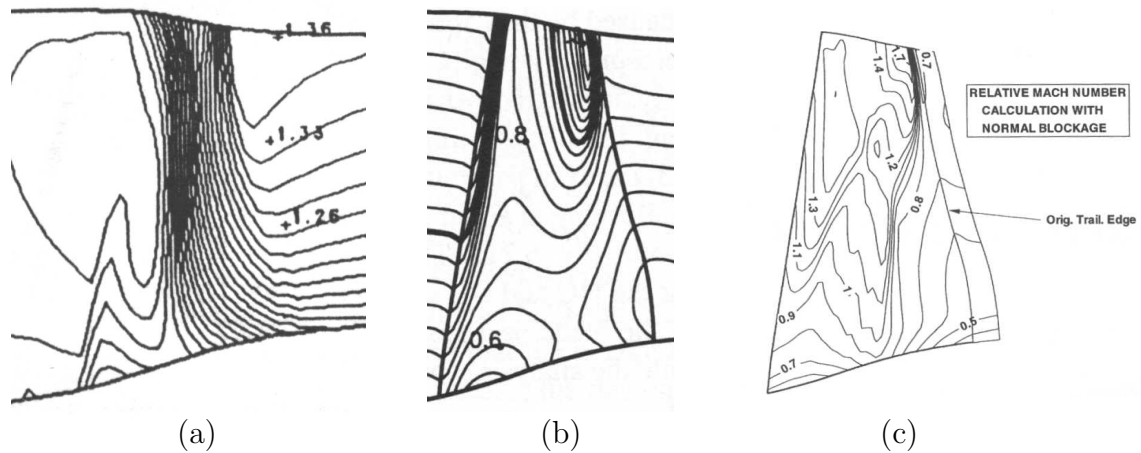 +1.36
+1.33
+1.26
0.8
0.6
1.4
1.7
0.7
1.2
1.3
0.8
1.1
1.
0.9
0.7
0.5
RELATIVE MACH NUMBER
CALCULATION WITH
NORMAL BLOCKAGE
Orig. Trail. Edge
(a)
(b)
(c)